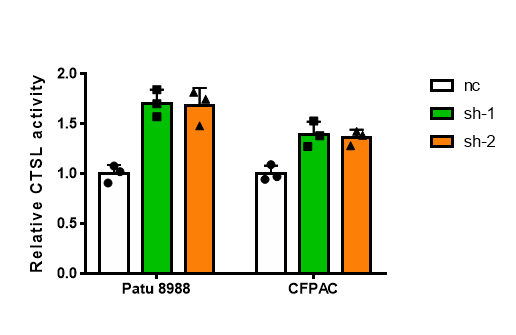 Relative CTSL activity
2.0
1.5
1.0
0.5
0.0
Patu 8988
CFPAC
nc
sh-1
sh-2